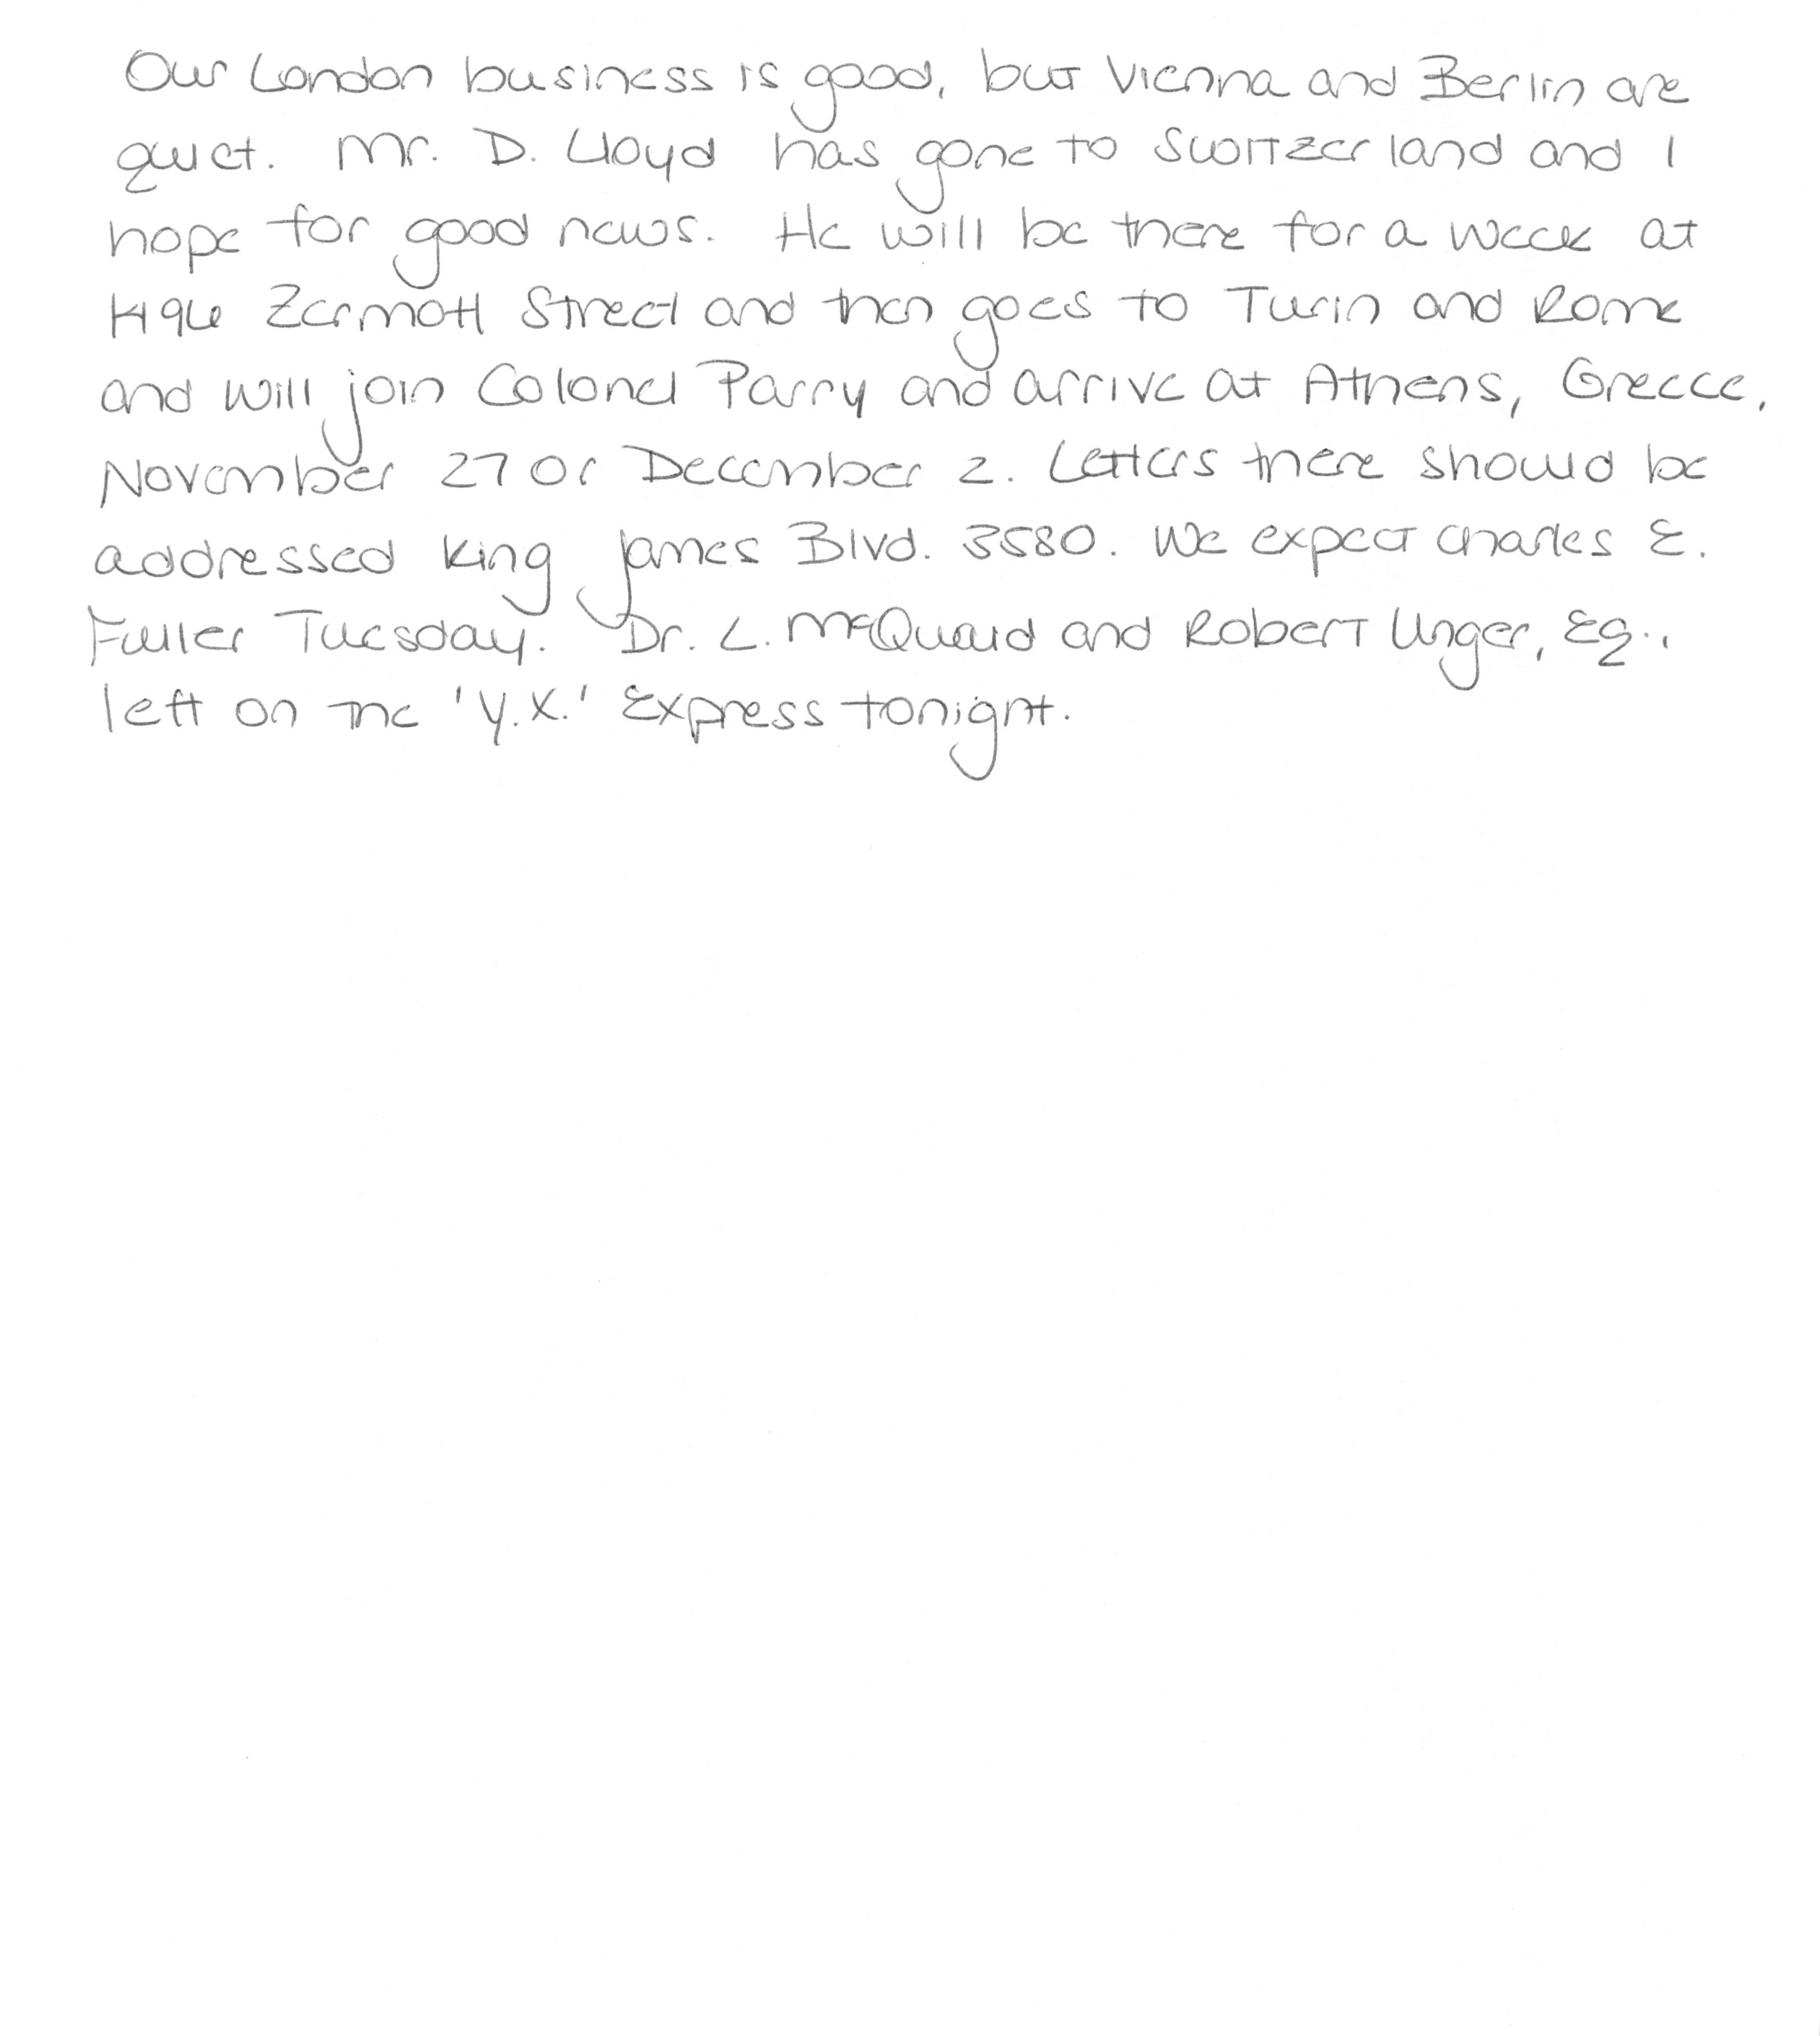 Our London business is good, but Vienna and Berlin are
quiet. Mr. D. Lloyd has gone to Switzerland and I
hope for good news. He will be there for a week at
1496 Zermott Street and then goes to Turin and Rome
and will join Colonel Parry and arrive at Athens, Greece,
November 27 or December 2. Letters there should be
addressed King James Blvd. 3580. We expect Charles E.
Fuller Tuesday. Dr. L. McQuaid and Robert Unger, Eq.,
left on the 'Y.X.' Express tonight.